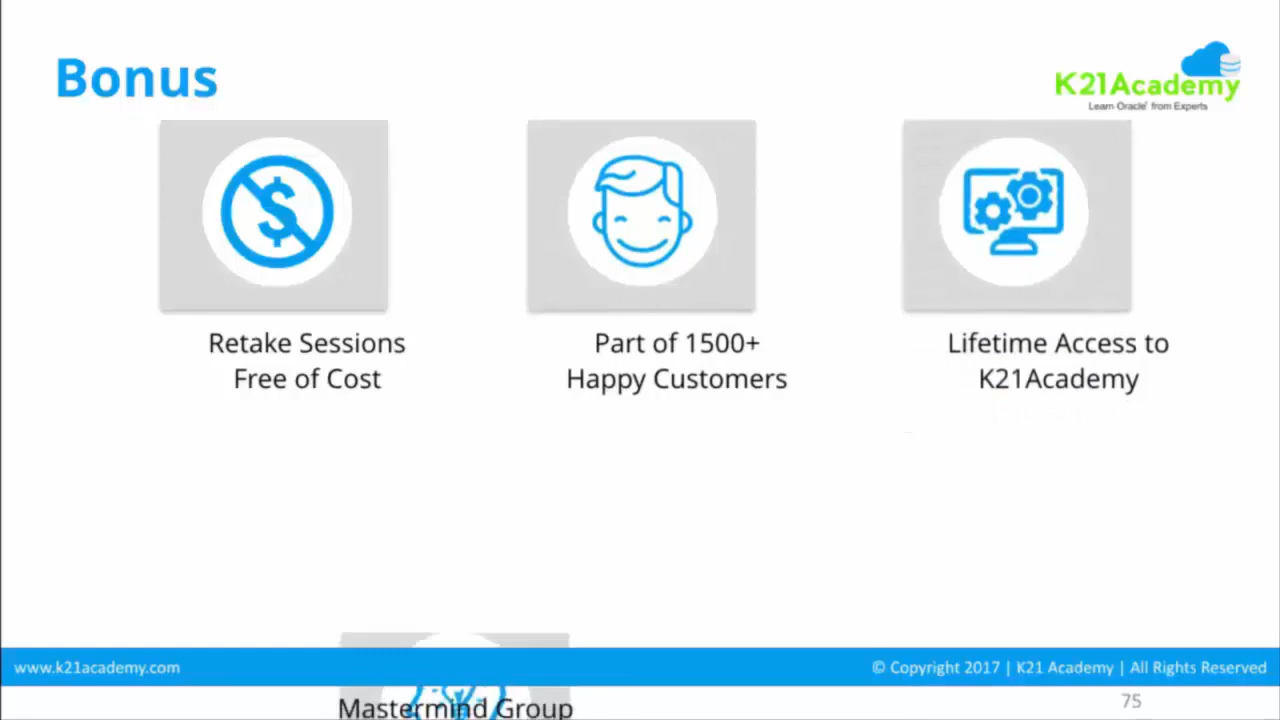 Bonus
K21Academy
Learn Oracle' from Experts
Retake Sessions
Free of Cost
Part of 1500+
Happy Customers
Lifetime Access to
K21Academy
www.k21academy.com
© Copyright 2017 | K21 Academy | All Rights Reserved
75
Mastermind Group